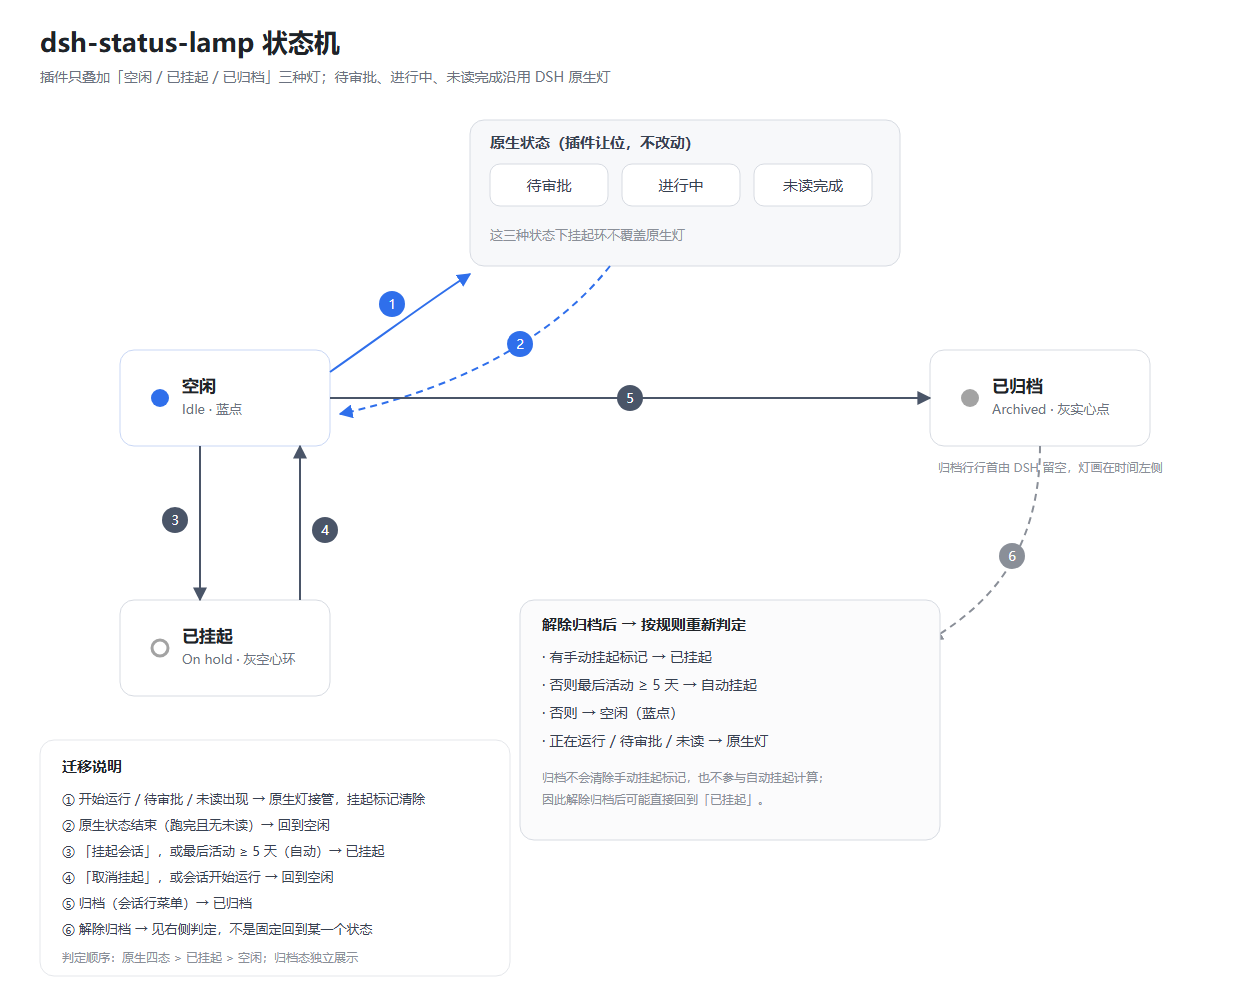 dsh-status-lamp 状态机
插件只叠加「空闲 / 已挂起 / 已归档」三种灯；待审批、进行中、未读完成沿用 DSH 原生灯
原生状态（插件让位，不改动）
待审批
进行中
未读完成
这三种状态下挂起环不覆盖原生灯
1
2
空闲
Idle · 蓝点
5
已归档
Archived · 灰实心点
归档行行首由 DSH 留空，灯画在时间左侧
3
4
6
已挂起
On hold · 灰空心环
解除归档后 → 按规则重新判定
· 有手动挂起标记 → 已挂起
· 否则最后活动 ≥ 5 天 → 自动挂起
· 否则 → 空闲（蓝点）
· 正在运行 / 待审批 / 未读 → 原生灯
归档不会清除手动挂起标记，也不参与自动挂起计算；
因此解除归档后可能直接回到「已挂起」。
迁移说明
① 开始运行 / 待审批 / 未读出现 → 原生灯接管，挂起标记清除
② 原生状态结束（跑完且无未读）→ 回到空闲
③ 「挂起会话」，或最后活动 ≥ 5 天（自动）→ 已挂起
④ 「取消挂起」，或会话开始运行 → 回到空闲
⑤ 归档（会话行菜单）→ 已归档
⑥ 解除归档 → 见右侧判定，不是固定回到某一个状态
判定顺序：原生四态 > 已挂起 > 空闲；归档态独立展示